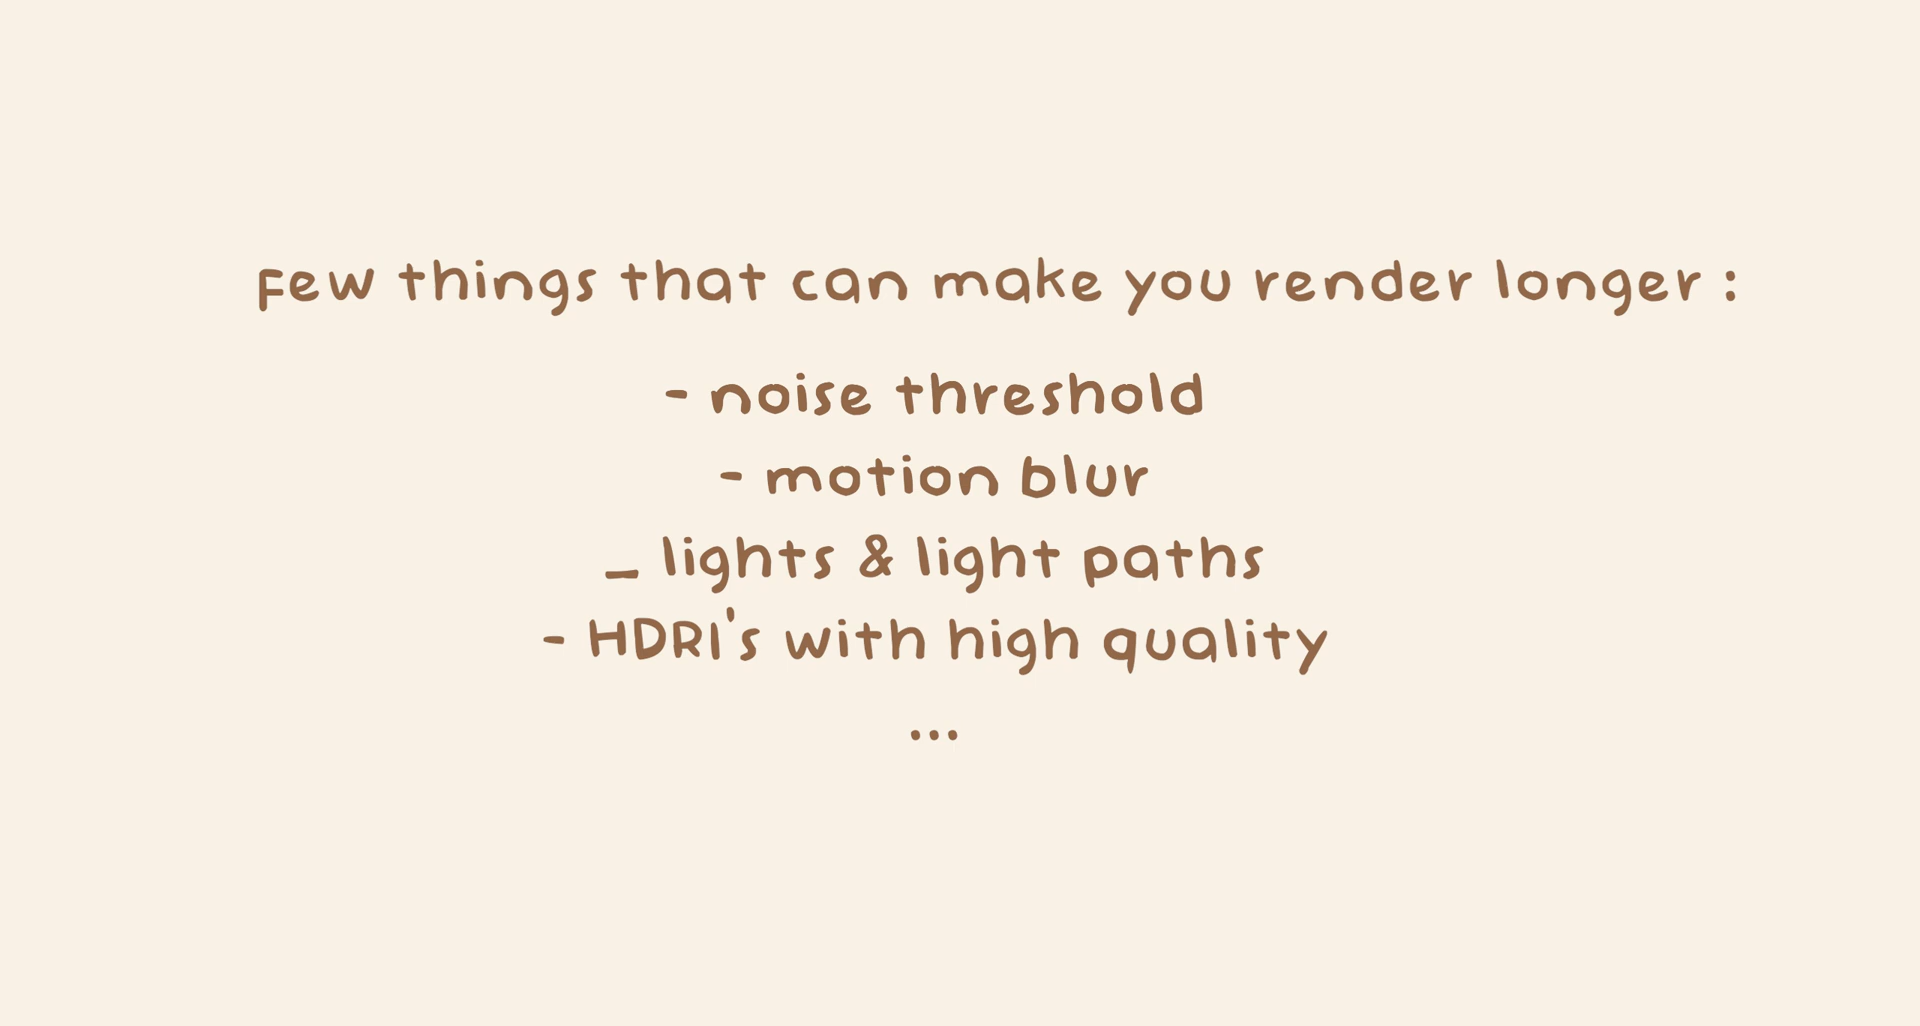 Few things that can make you render longer :
- noise threshold
- motion blur
_ lights & light paths
- HDRI's with high quality
...